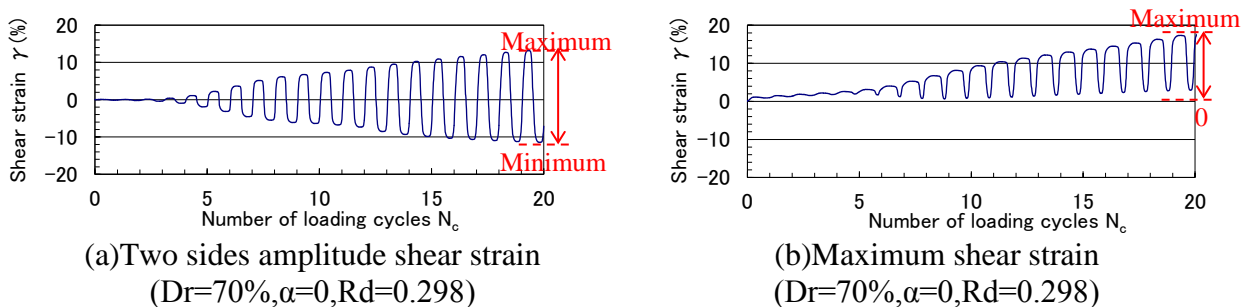 Shear strain γ(%)
20
10
0
-10
-20
0
5
10
15
20
Maximum
Minimum
Number of loading cycles Nc
(a)Two sides amplitude shear strain
(Dr=70%,α=0,Rd=0.298)
Shear strain γ(%)
20
10
0
-10
-20
0
5
10
15
20
Maximum
0
Number of loading cycles Nc
(b)Maximum shear strain
(Dr=70%,α=0,Rd=0.298)